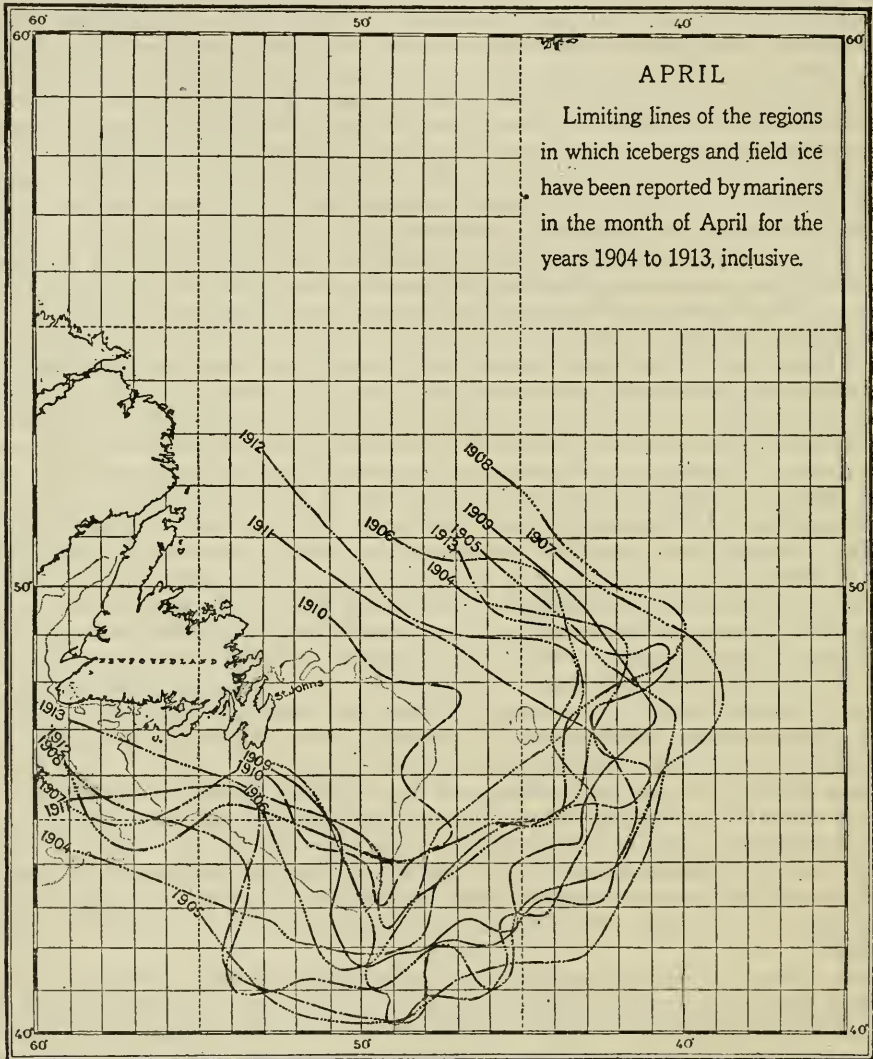 60° 50° 40°
60° 60°
APRIL
Limiting lines of the regions
in which icebergs and field ice
have been reported by mariners
in the month of April for the
years 1904 to 1913, inclusive.
1912
1908
1911
1906
1909
1907
1913
1905
1904
50° 50°
1910
NEWFOUNDLAND
St. Johns
1913
1912
1908
1907
1911
1909
1910
1906
1904
1905
40° 40°
60° 50° 40°